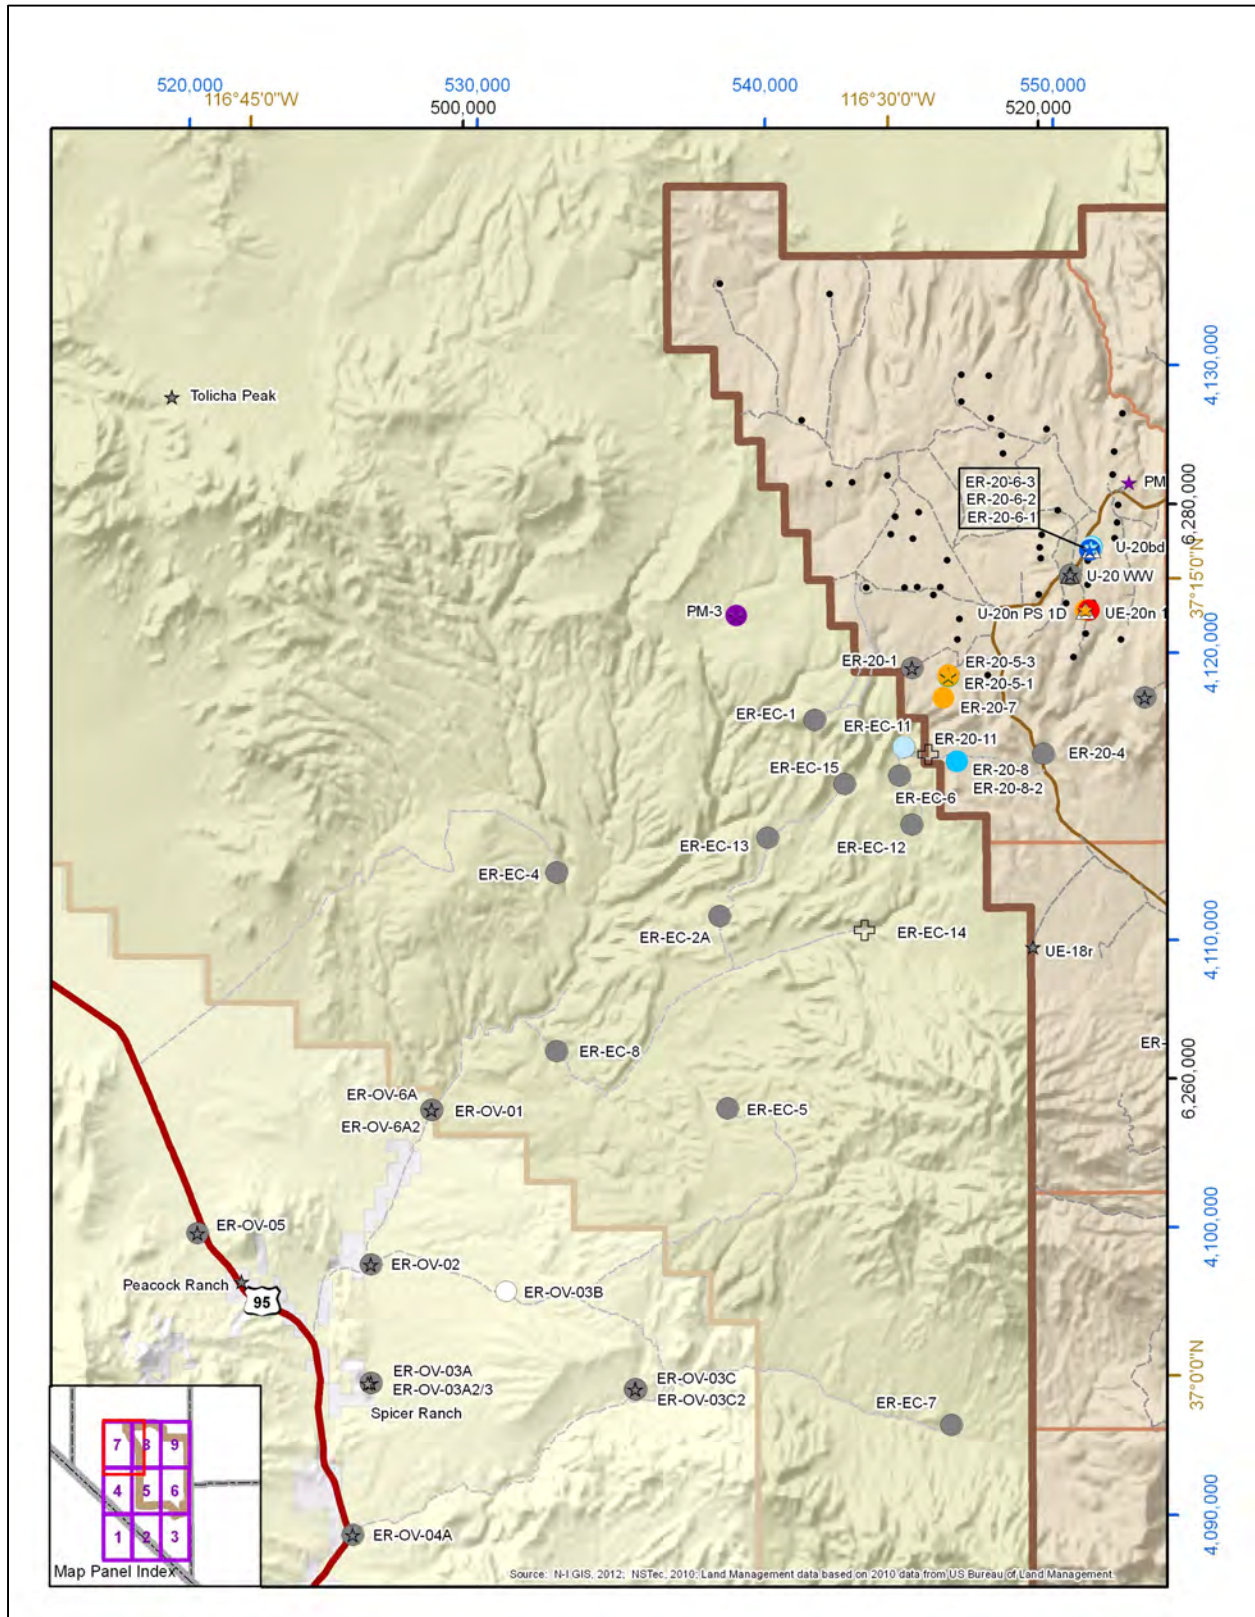 520,000
530,000
540,000
550,000
116°45'0"W
500,000
116°30'0"W
520,000
4,130,000
Tolicha Peak
ER-20-6-3
ER-20-6-2
ER-20-6-1
PM
6,280,000
U-20bd
U-20 WW
37°15'0"N
PM-3
U-20n PS 1D
UE-20n 1
4,120,000
ER-20-1
ER-20-5-3
ER-20-5-1
ER-20-7
ER-EC-1
ER-EC-11
ER-20-11
ER-20-4
ER-EC-15
ER-20-8
ER-20-8-2
ER-EC-6
ER-EC-13
ER-EC-12
ER-EC-4
ER-EC-2A
ER-EC-14
4,110,000
UE-18r
ER-EC-8
ER-
6,260,000
ER-OV-6A
ER-OV-01
ER-OV-6A2
ER-EC-5
ER-OV-05
4,100,000
ER-OV-02
Peacock Ranch
95
ER-OV-03B
ER-OV-03A
ER-OV-03A2/3
Spicer Ranch
ER-OV-03C
ER-OV-03C2
37°0'0"N
ER-EC-7
7
8
9
4
5
6
1
2
3
Map Panel Index
ER-OV-04A
4,090,000
Source: N-I GIS, 2012; NSTec, 2010; Land Management data based on 2010 data from US Bureau of Land Management.